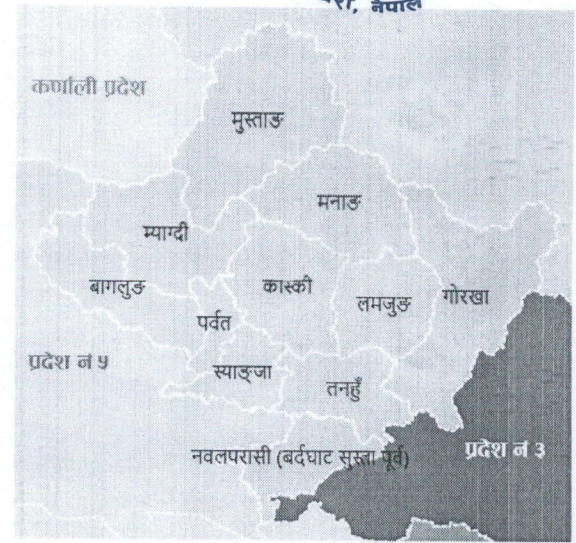 नेपाल
कर्णाली प्रदेश
मुस्ताङ
मनाङ
म्याग्दी
बागलुङ
कास्की
लमजुङ
गोरखा
पर्वत
प्रदेश नं ५
स्याङ्जा
तनहुँ
नवलपरासी (बर्दघाट सुस्ता पूर्व)
प्रदेश नं ३